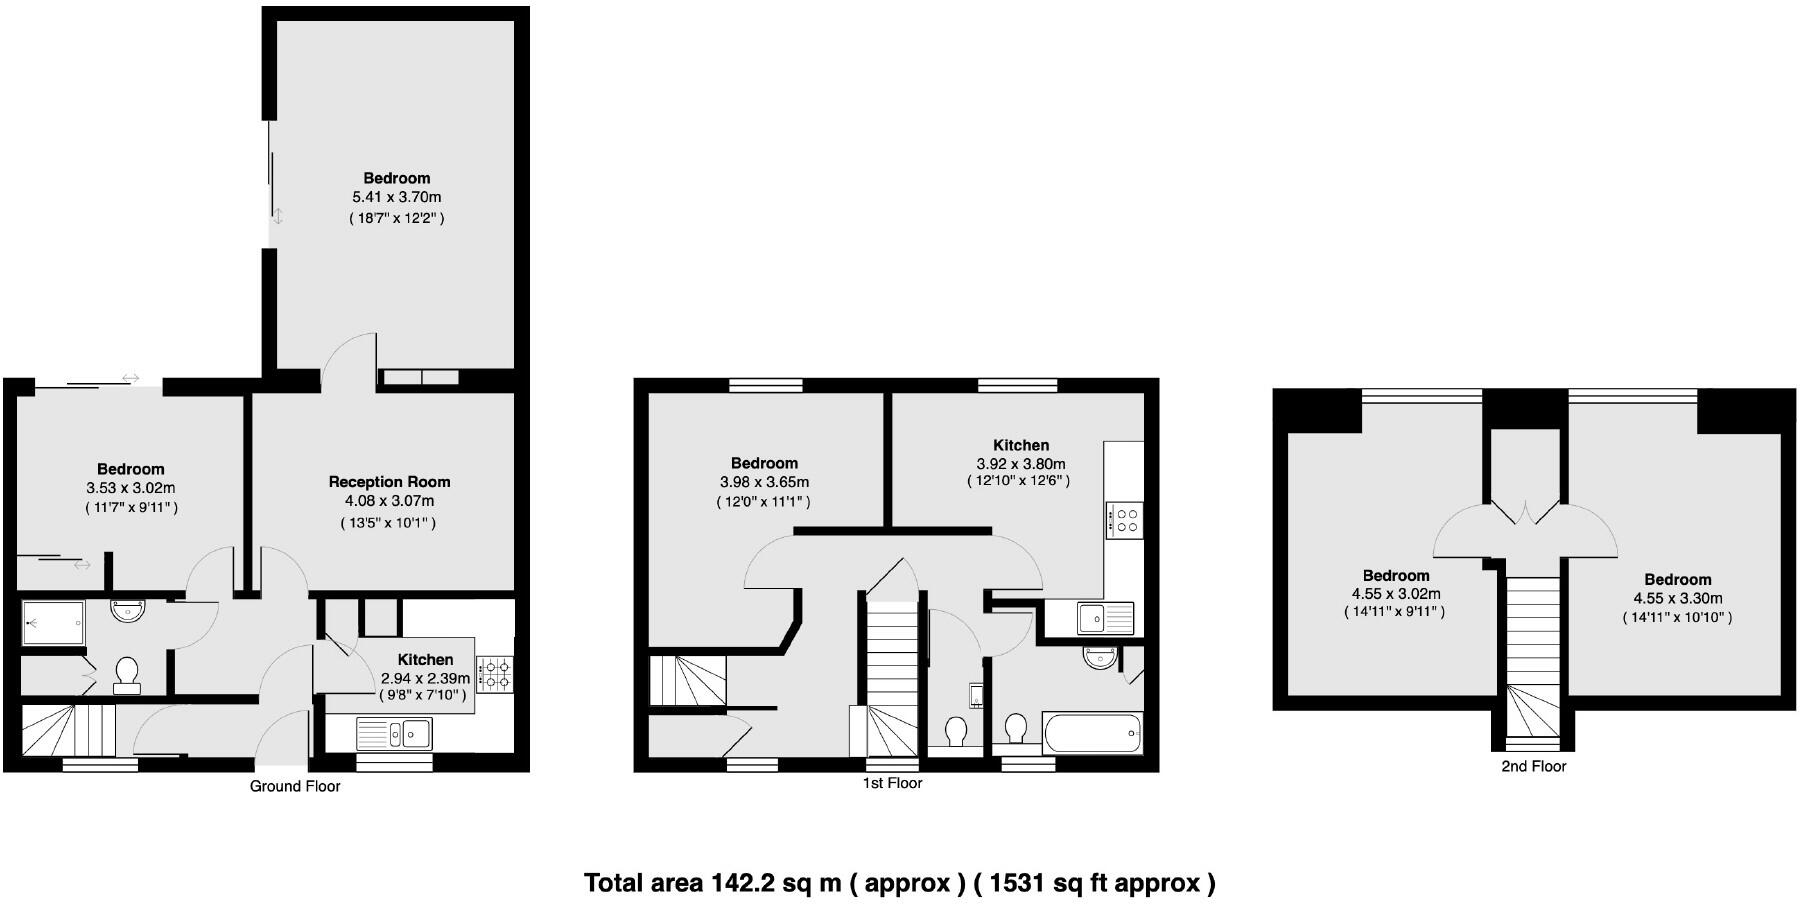 Bedroom
5.41 x 3.70m
( 18'7" x 12'2" )
Bedroom
3.53 x 3.02m
( 11'7" x 9'11" )
Reception Room
4.08 x 3.07m
( 13'5" x 10'1" )
Kitchen
2.94 x 2.39m
( 9'8" x 7'10" )
Ground Floor
Bedroom
3.98 x 3.65m
( 12'0" x 11'1" )
Kitchen
3.92 x 3.80m
( 12'10" x 12'6" )
1st Floor
Bedroom
4.55 x 3.02m
( 14'11" x 9'11" )
Bedroom
4.55 x 3.30m
( 14'11" x 10'10" )
2nd Floor
Total area 142.2 sq m ( approx ) ( 1531 sq ft approx )